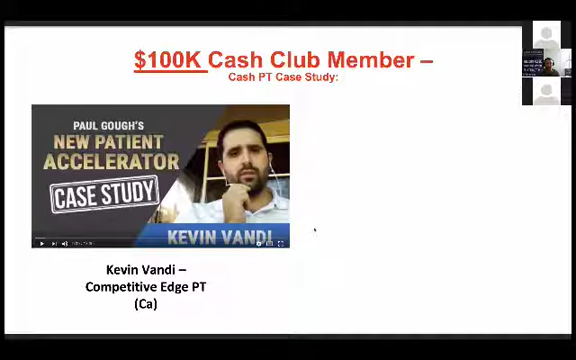 $100K Cash Club Member –
Cash PT Case Study:
PAUL GOUGH'S
NEW PATIENT
ACCELERATOR
CASE STUDY
KEVIN VANDI
Kevin Vandi –
Competitive Edge PT
(Ca)